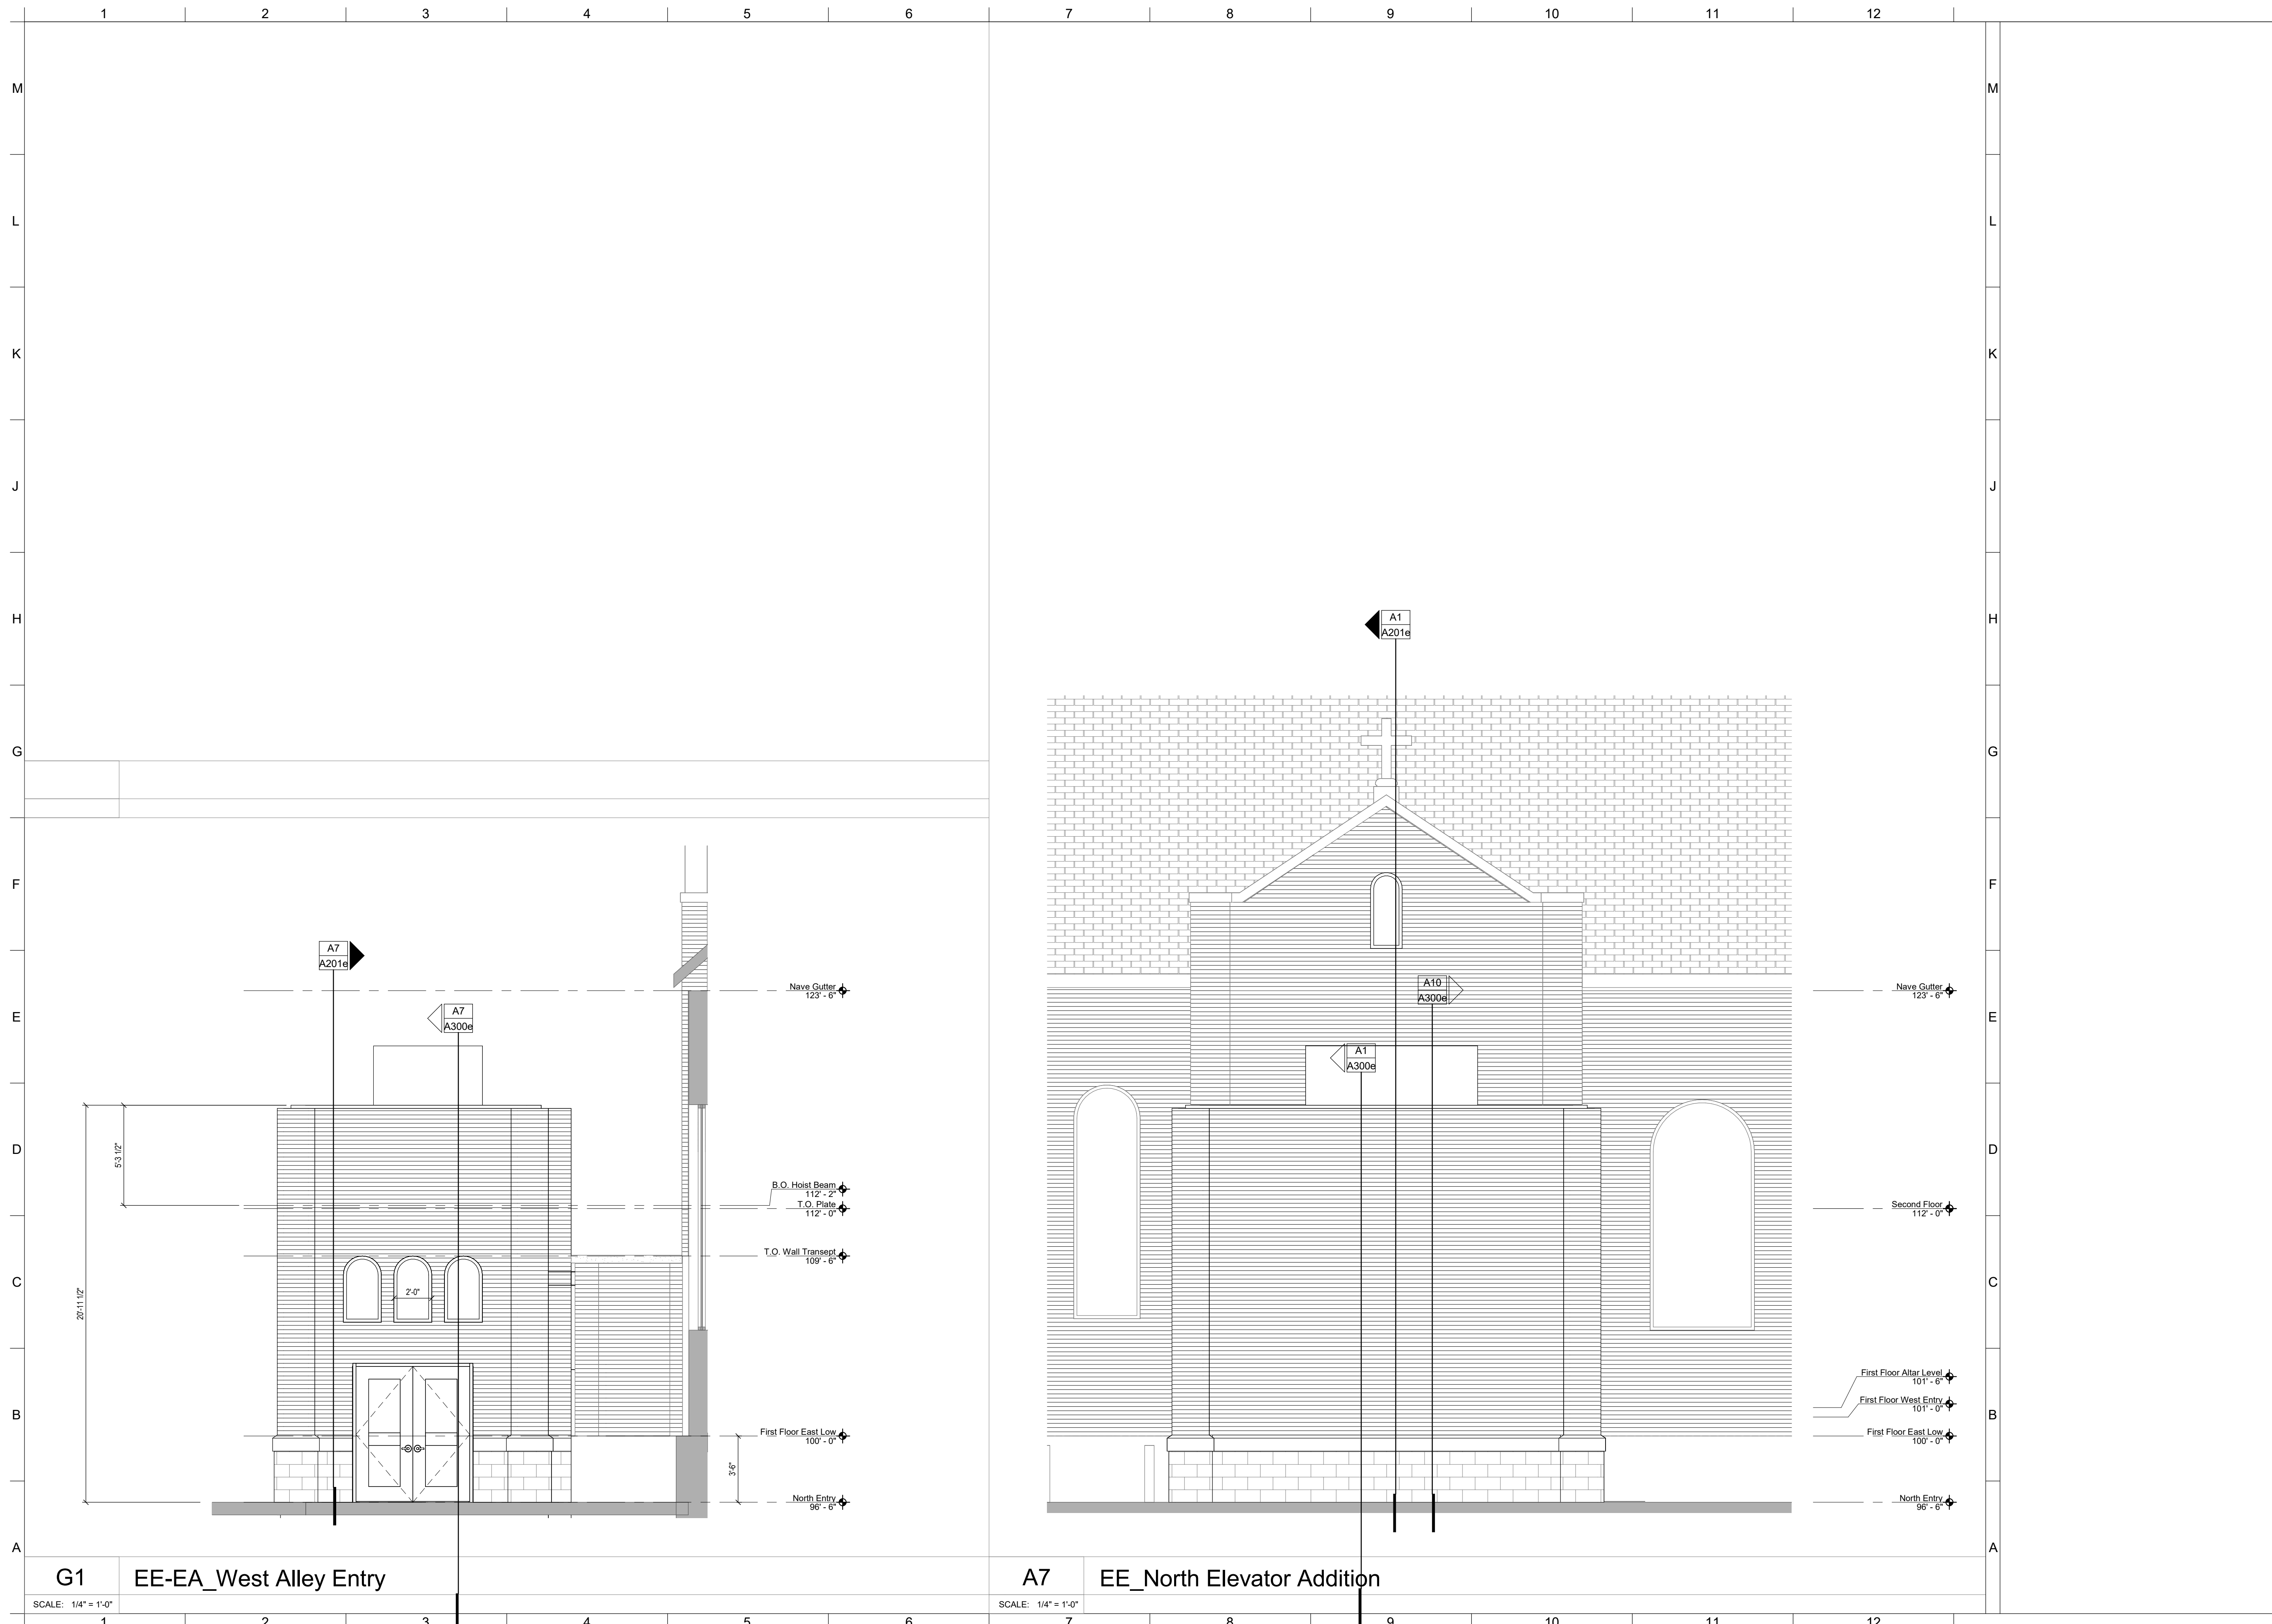 1 2 3 4 5 6 7 8 9 10 11 12
M M
L L
K K
J J
H H
G G
F F
E E
D D
C C
B B
A A
A7
A201e
A7
A300e
Nave Gutter
123' - 6"
5'-3 1/2"
B.O. Hoist Beam
112' - 2"
T.O. Plate
112' - 0"
T.O. Wall Transept
109' - 6"
20'-11 1/2"
2'-0"
First Floor East Low
100' - 0"
3'-6"
North Entry
96' - 6"
G1 EE-EA_West Alley Entry
SCALE: 1/4" = 1'-0"
A1
A201e
A10
A300e
A1
A300e
Nave Gutter
123' - 6"
Second Floor
112' - 0"
First Floor Altar Level
101' - 6"
First Floor West Entry
101' - 0"
First Floor East Low
100' - 0"
North Entry
96' - 6"
A7 EE_North Elevator Addition
SCALE: 1/4" = 1'-0"
1 2 3 4 5 6 7 8 9 10 11 12